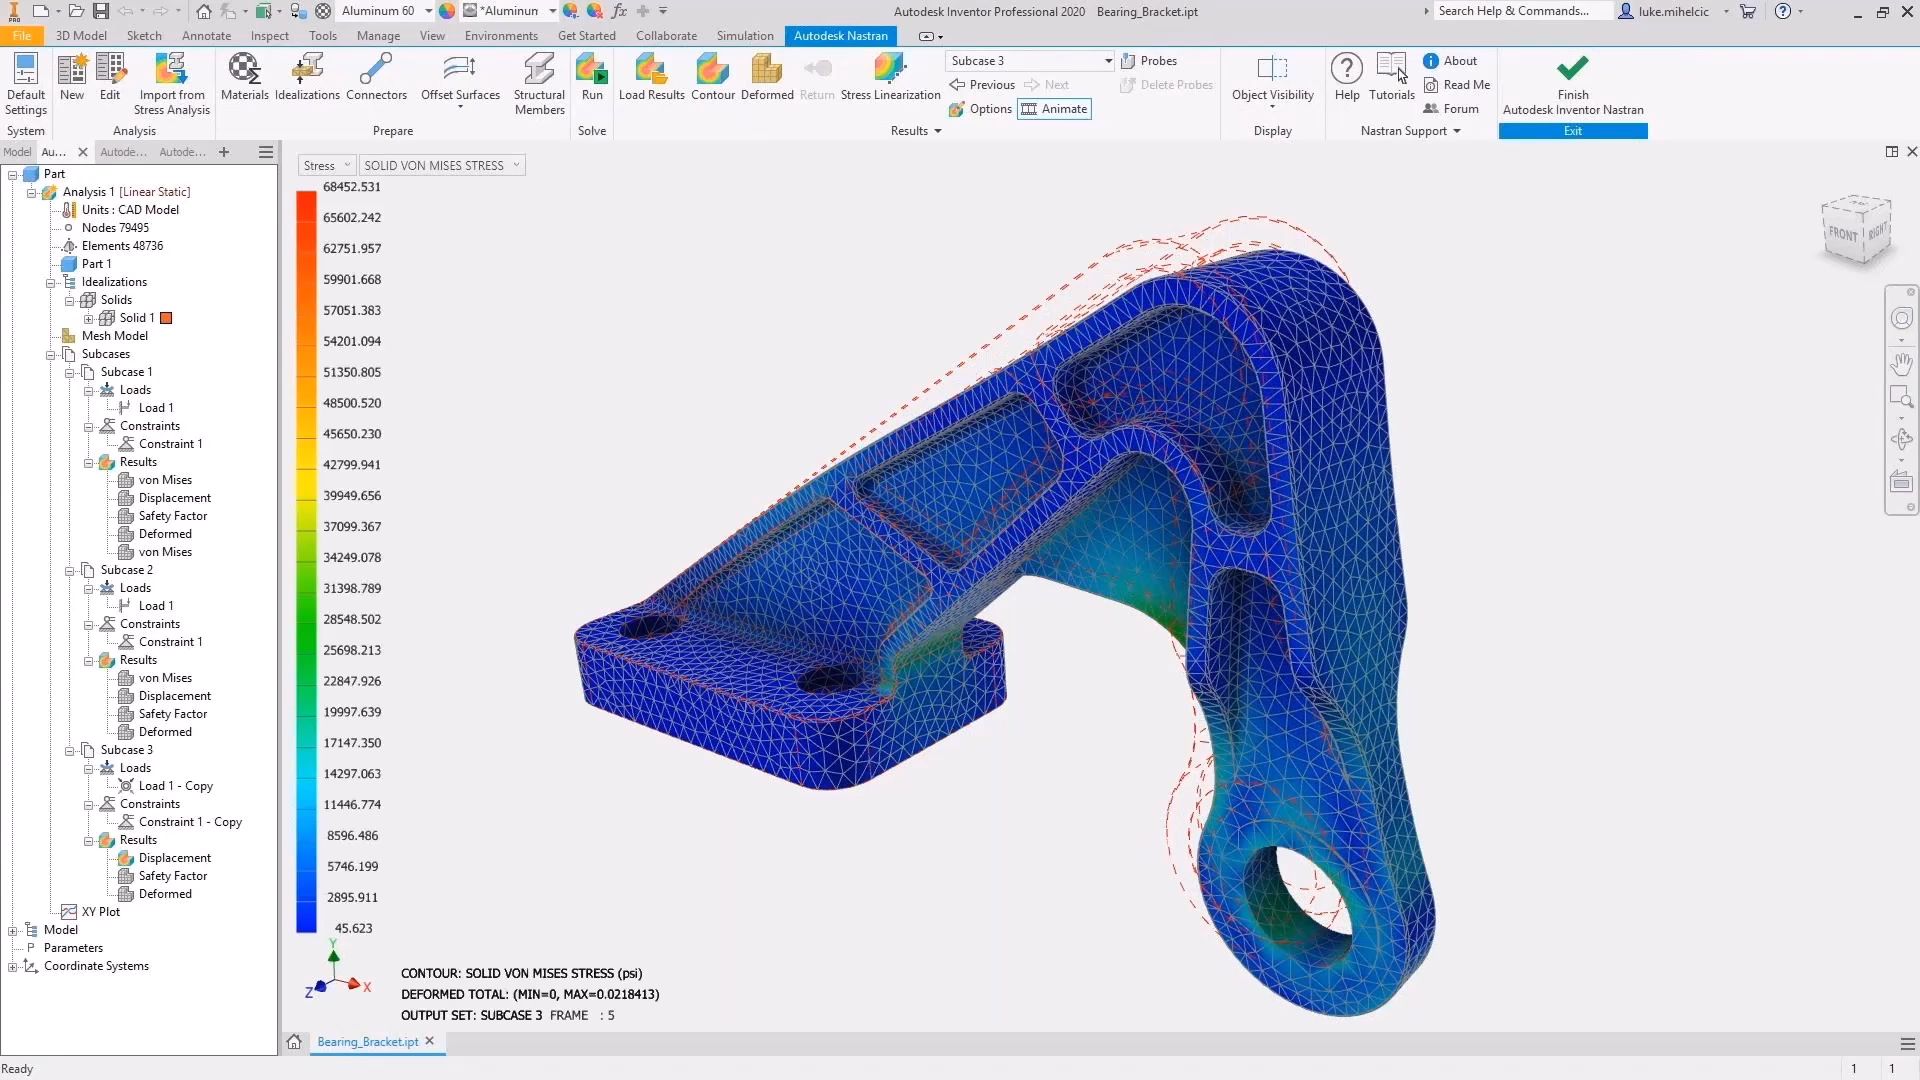 PRO
Aluminum 60
*Aluminun
fx
Autodesk Inventor Professional 2020 Bearing_Bracket.ipt
Search Help & Commands...
luke.mihelcic
File 3D Model Sketch Annotate Inspect Tools Manage View Environments Get Started Collaborate Simulation Autodesk Nastran
Default Settings
New
Edit
Import from Stress Analysis
Materials
Idealizations
Connectors
Offset Surfaces
Structural Members
Run
Load Results
Contour
Deformed
Return
Stress Linearization
Subcase 3
Previous Next
Options Animate
Probes
Delete Probes
Object Visibility
Help
Tutorials
About
Read Me
Forum
Finish
Autodesk Inventor Nastran
System Analysis Prepare Solve Results Display Nastran Support Exit
Model Au... Autode... Autode...
Part
Analysis 1 [Linear Static]
Units : CAD Model
Nodes 79495
Elements 48736
Part 1
Idealizations
Solids
Solid 1
Mesh Model
Subcases
Subcase 1
Loads
Load 1
Constraints
Constraint 1
Results
von Mises
Displacement
Safety Factor
Deformed
von Mises
Subcase 2
Loads
Load 1
Constraints
Constraint 1
Results
von Mises
Displacement
Safety Factor
Deformed
Subcase 3
Loads
Load 1 - Copy
Constraints
Constraint 1 - Copy
Results
Displacement
Safety Factor
Deformed
XY Plot
Model
Parameters
Coordinate Systems
Stress
SOLID VON MISES STRESS
68452.531
65602.242
62751.957
59901.668
57051.383
54201.094
51350.805
48500.520
45650.230
42799.941
39949.656
37099.367
34249.078
31398.789
28548.502
25698.213
22847.926
19997.639
17147.350
14297.063
11446.774
8596.486
5746.199
2895.911
45.623
FRONT
RIGHT
Y
Z
X
CONTOUR: SOLID VON MISES STRESS (psi)
DEFORMED TOTAL: (MIN=0, MAX=0.0218413)
OUTPUT SET: SUBCASE 3 FRAME : 5
Bearing_Bracket.ipt
Ready
1 1